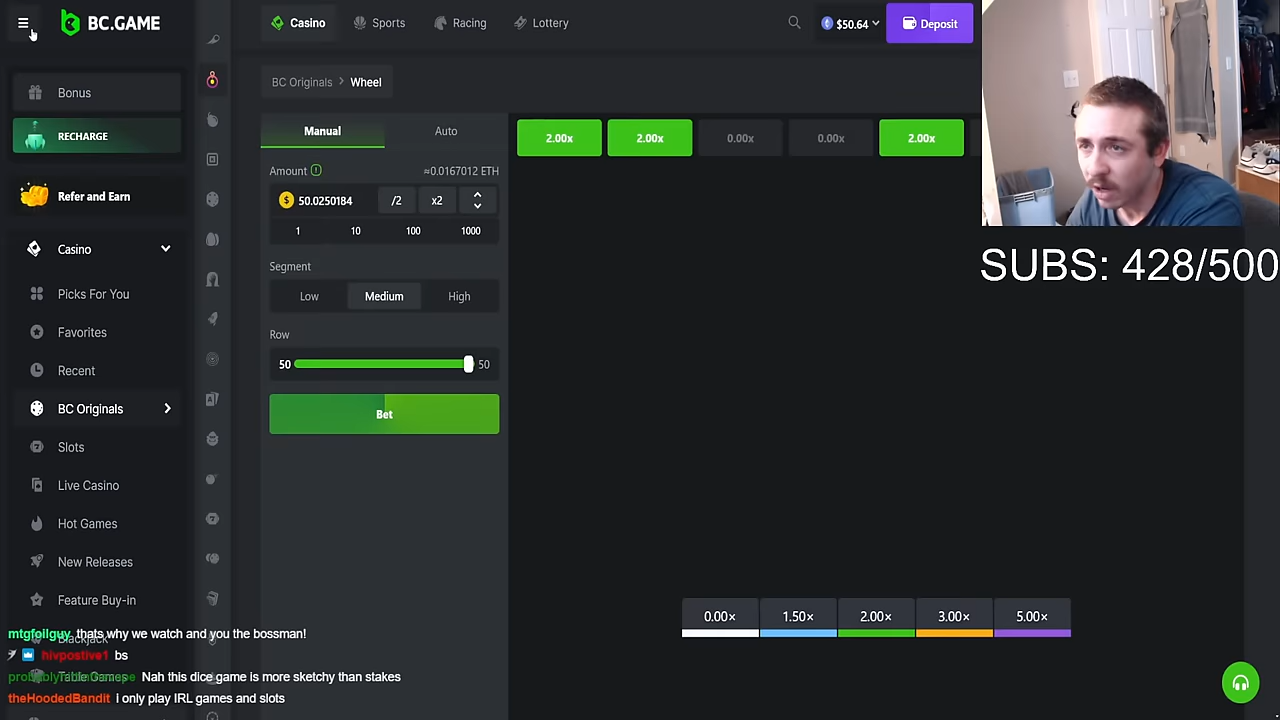 BC.GAME
Casino
Sports
Racing
Lottery
$50.64
Deposit
Bonus
RECHARGE
Refer and Earn
Casino
Picks For You
Favorites
Recent
BC Originals
Slots
Live Casino
Hot Games
New Releases
Feature Buy-in
Blackjack
Table Games
BC Originals > Wheel
Manual
Auto
Amount
≈0.0167012 ETH
50.0250184
/2
x2
1
10
100
1000
Segment
Low
Medium
High
Row
50
50
Bet
2.00x
2.00x
0.00x
0.00x
2.00x
0.00×
1.50×
2.00×
3.00×
5.00×
SUBS: 428/500
mtgfoilguy thats why we watch and you the bossman!
hivpostive1 bs
Nah this dice game is more sketchy than stakes
theHoodedBandit I only play IRL games and slots